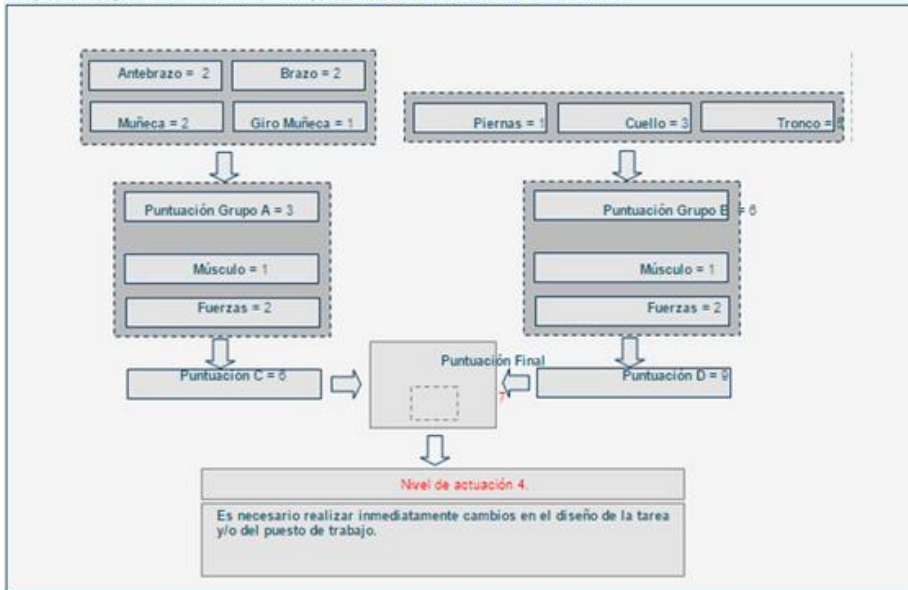 Antebrazo = 2
Brazo = 2
Muñeca = 2
Giro Muñeca = 1
Piernas = 1
Cuello = 3
Tronco =
Puntuación Grupo A = 3
Músculo = 1
Fuerzas = 2
Puntuación C = 6
Puntuación Grupo B = 6
Músculo = 1
Fuerzas = 2
Puntuación D = 9
Puntuación Final
7
Nivel de actuación 4.
Es necesario realizar inmediatamente cambios en el diseño de la tarea
y/o del puesto de trabajo.